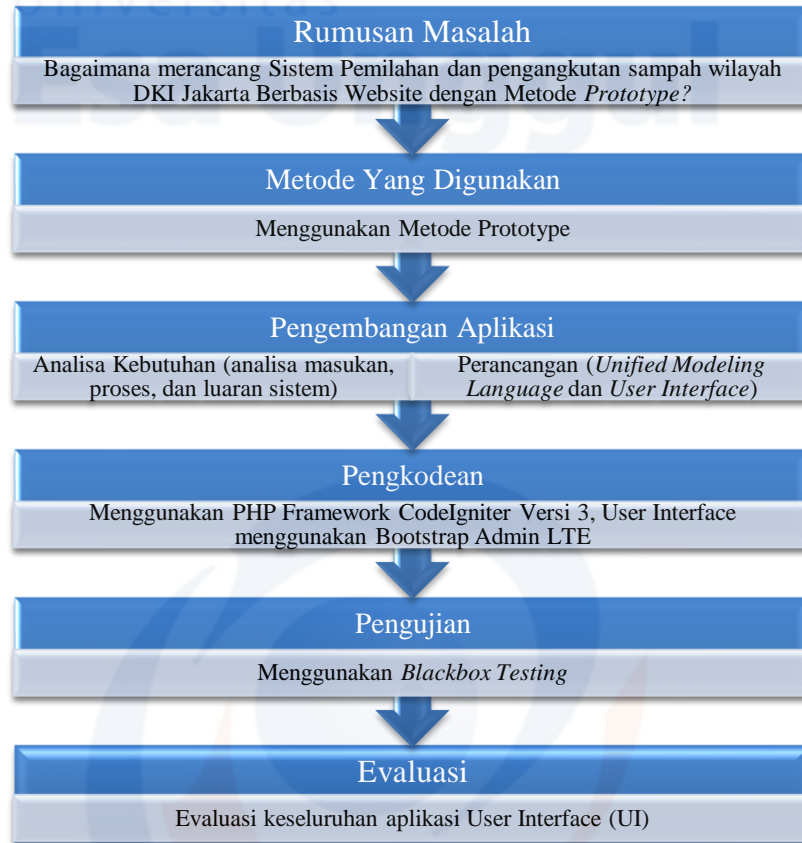 Universitas
Esa Unggul
Rumusan Masalah
Bagaimana merancang Sistem Pemilahan dan pengangkutan sampah wilayah
DKI Jakarta Berbasis Website dengan Metode Prototype?
Metode Yang Digunakan
Menggunakan Metode Prototype
Pengembangan Aplikasi
Analisa Kebutuhan (analisa masukan,
proses, dan luaran sistem)
Perancangan (Unified Modeling
Language dan User Interface)
Pengkodean
Menggunakan PHP Framework CodeIgniter Versi 3, User Interface
menggunakan Bootstrap Admin LTE
Pengujian
Menggunakan Blackbox Testing
Evaluasi
Evaluasi keseluruhan aplikasi User Interface (UI)